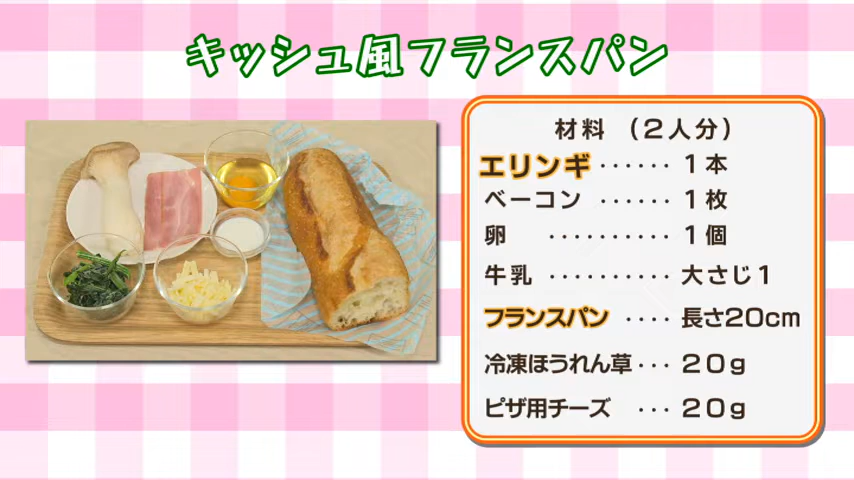 キッシュ風フランスパン
材料（２人分）
エリンギ ‥‥‥ １本
ベーコン ‥‥‥ １枚
卵 ‥‥‥‥‥ １個
牛乳 ‥‥‥‥‥ 大さじ１
フランスパン ‥‥ 長さ20cm
冷凍ほうれん草 ‥‥ ２０ｇ
ピザ用チーズ ‥‥ ２０ｇ